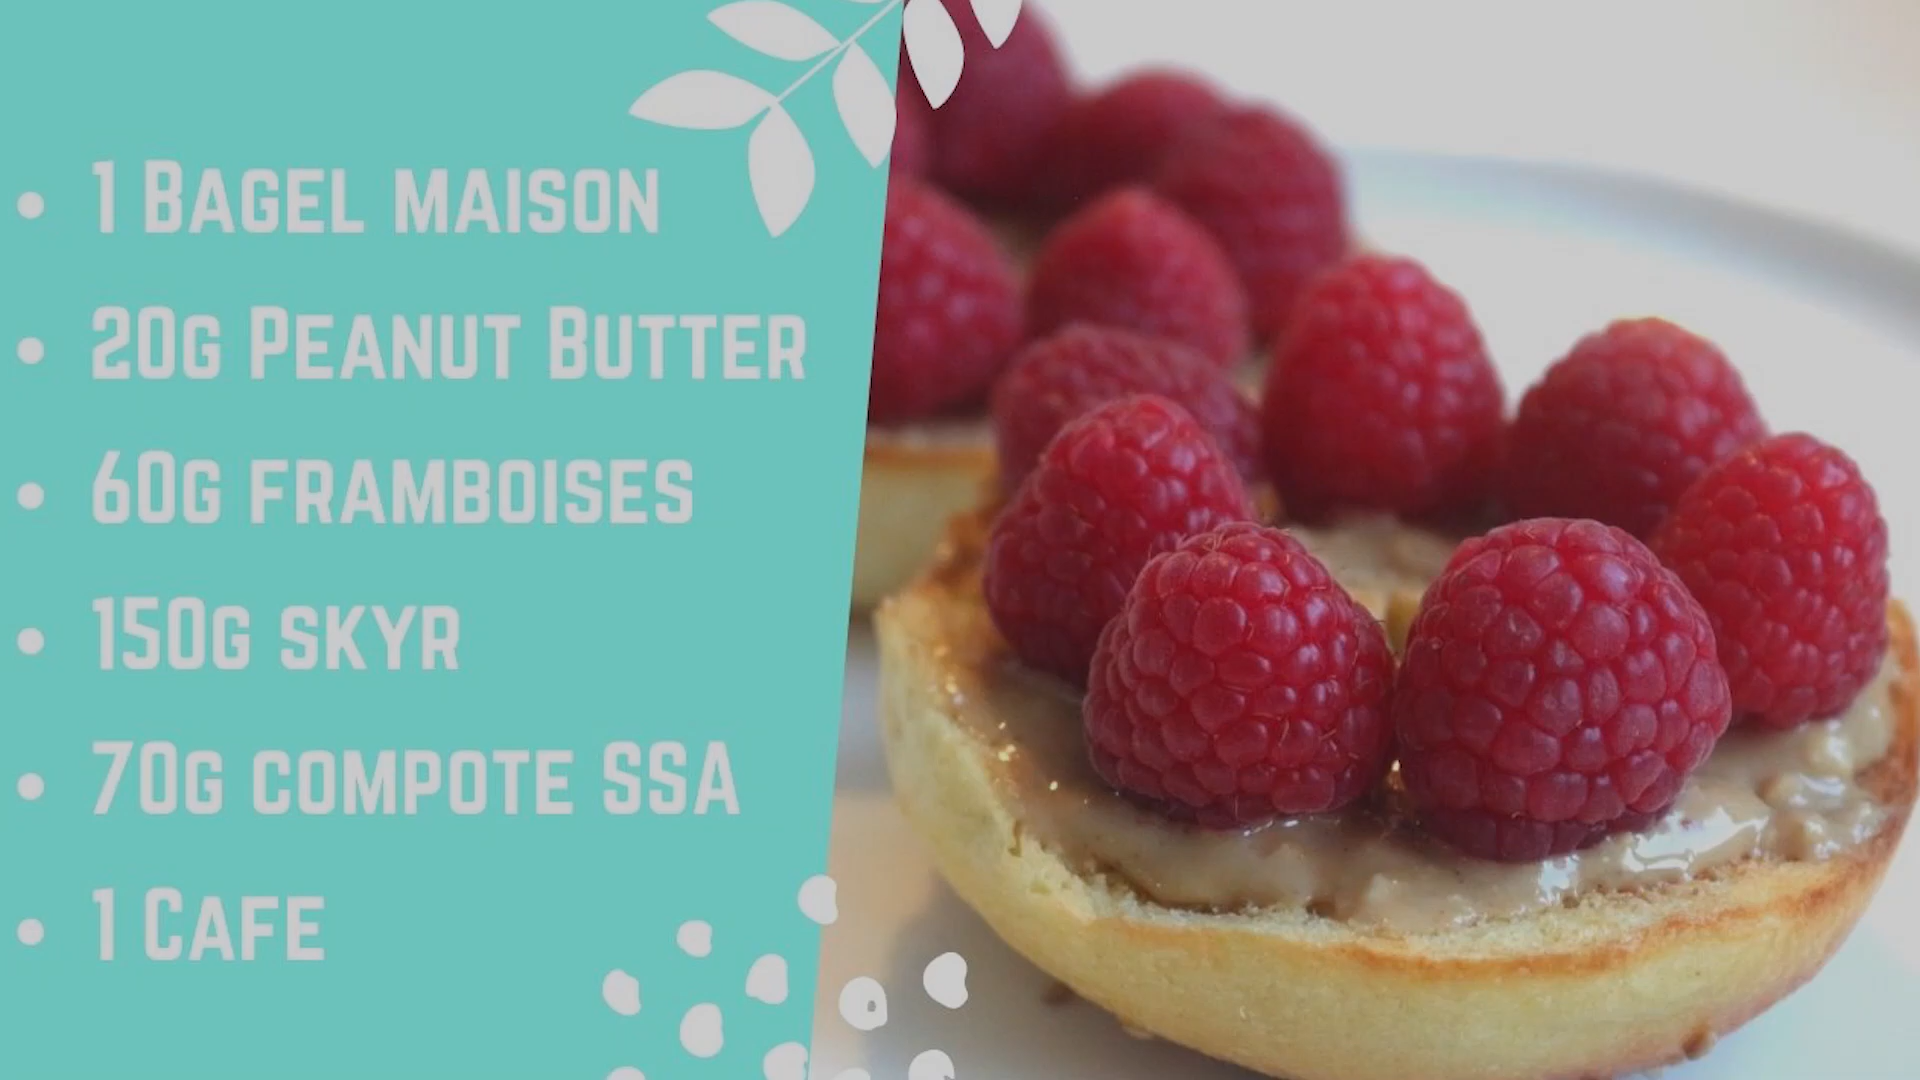 1 BAGEL MAISON
20G PEANUT BUTTER
60G FRAMBOISES
150G SKYR
70G COMPOTE SSA
1 CAFE